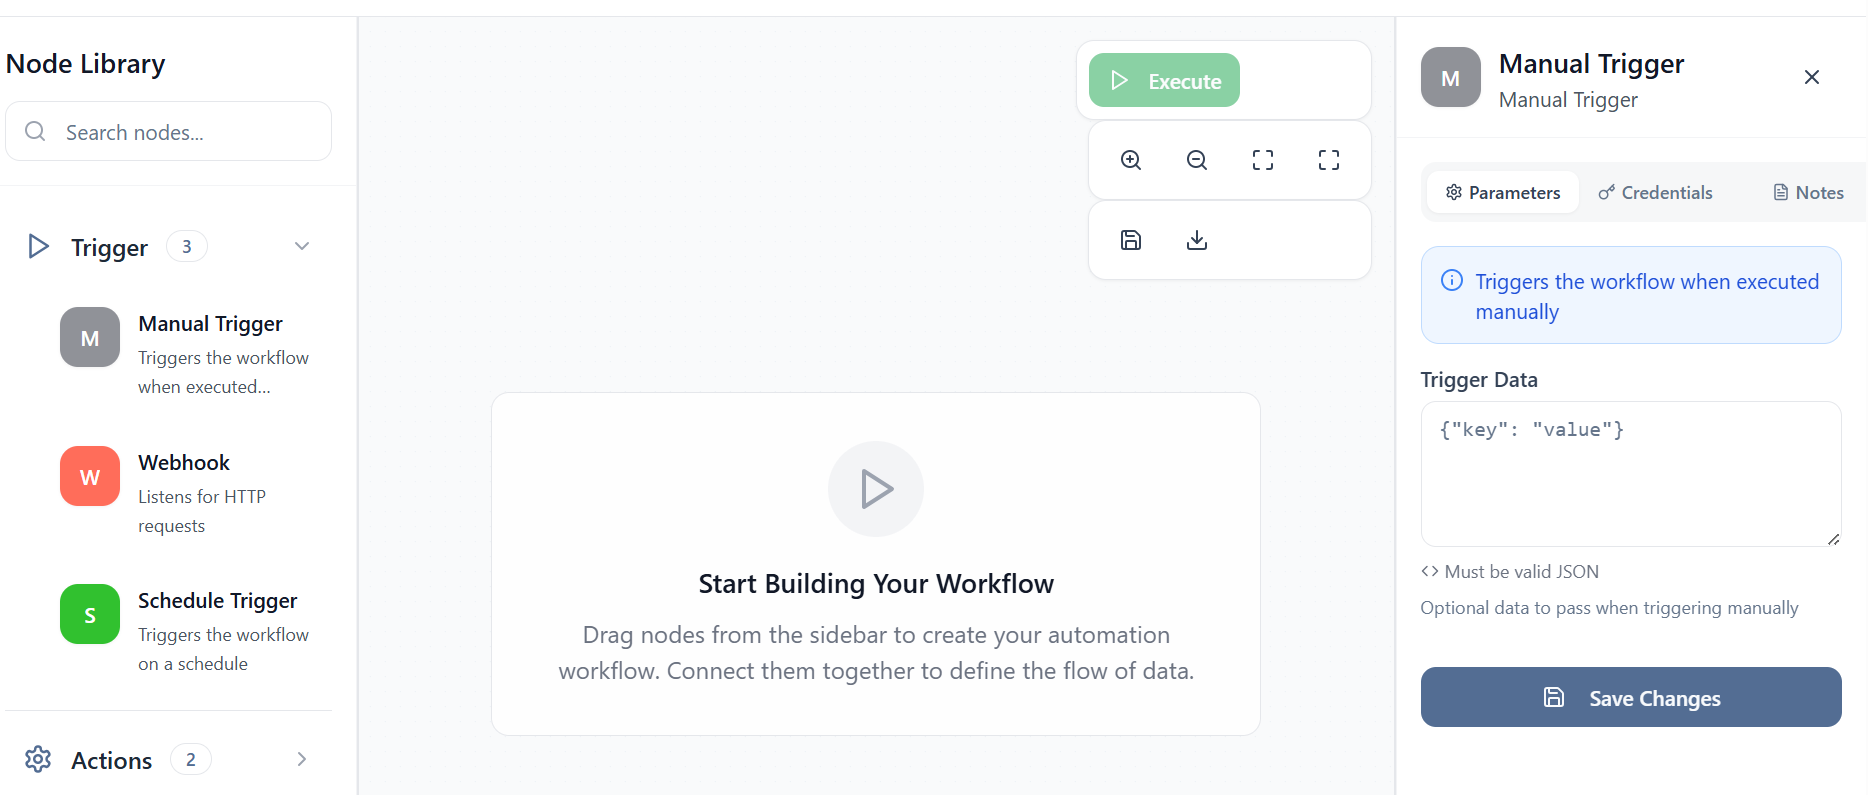 Node Library
Search nodes...
Trigger 3
M
Manual Trigger
Triggers the workflow
when executed...
W
Webhook
Listens for HTTP
requests
S
Schedule Trigger
Triggers the workflow
on a schedule
Actions 2
Execute
Start Building Your Workflow
Drag nodes from the sidebar to create your automation
workflow. Connect them together to define the flow of data.
M
Manual Trigger
Manual Trigger
Parameters Credentials Notes
Triggers the workflow when executed
manually
Trigger Data
{"key": "value"}
<> Must be valid JSON
Optional data to pass when triggering manually
Save Changes